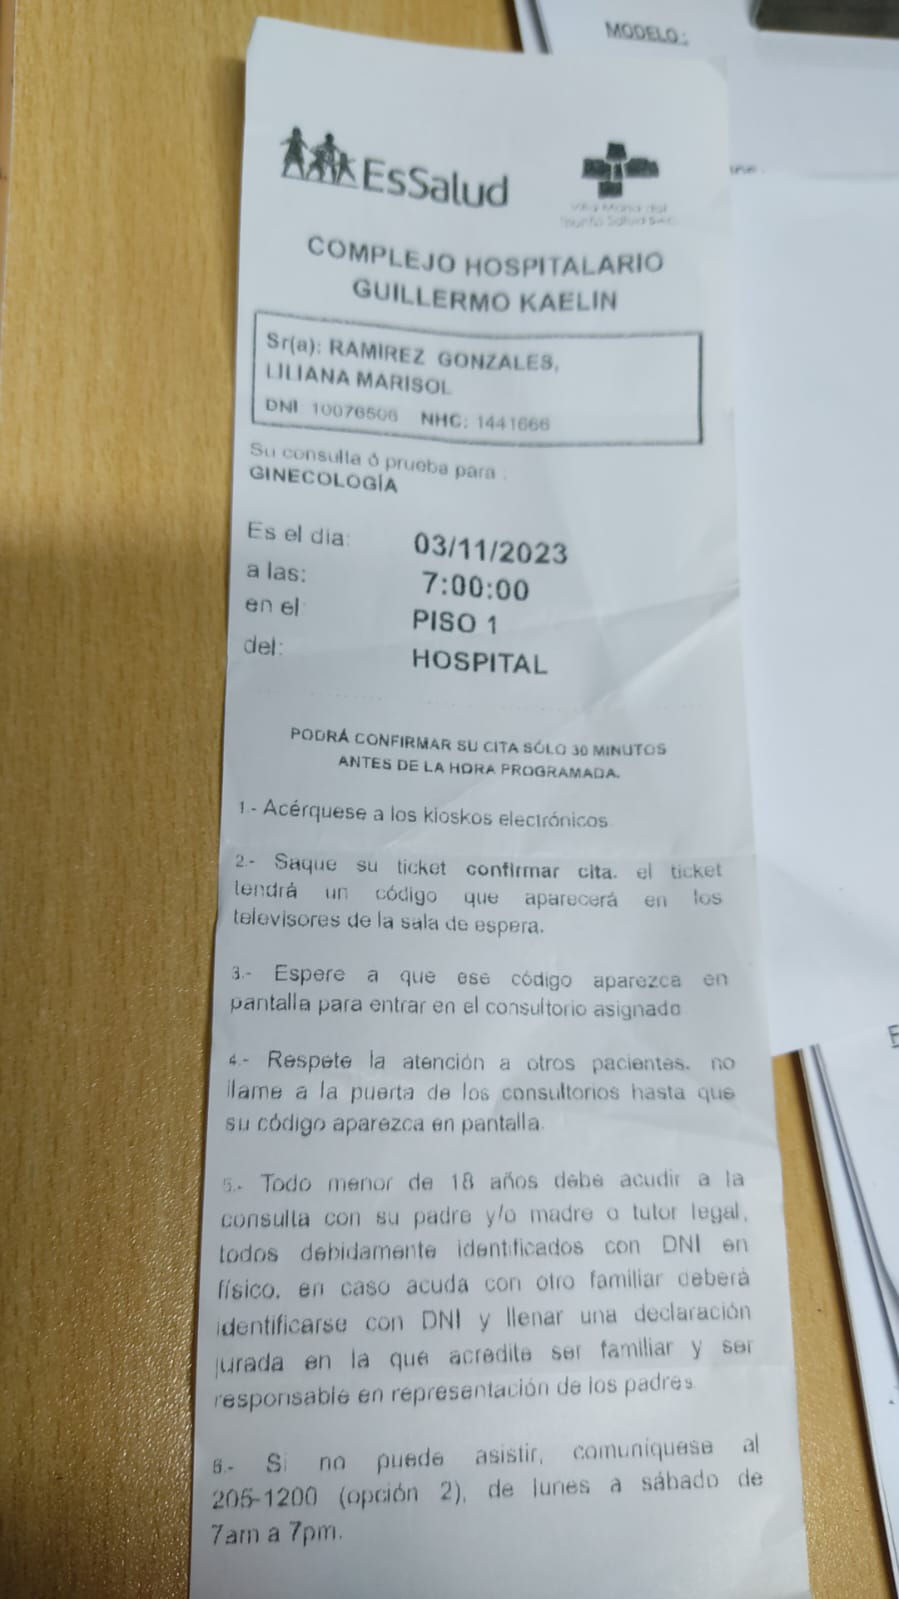 MODELO:
EsSalud
Villa María del
Triunfo Salud S.A.C.
COMPLEJO HOSPITALARIO
GUILLERMO KAELIN
Sr(a): RAMIREZ GONZALES,
LILIANA MARISOL
DNI 10076506 NHC: 1441666
Su consulta ó prueba para :
GINECOLOGÍA
Es el dia: 03/11/2023
a las: 7:00:00
en el PISO 1
del: HOSPITAL
PODRÁ CONFIRMAR SU CITA SÓLO 30 MINUTOS
ANTES DE LA HORA PROGRAMADA.
1.- Acérquese a los kioskos electrónicos.
2.- Saque su ticket confirmar cita. el ticket
tendrá un código que aparecerá en los
televisores de la sala de espera.
3.- Espere a que ese código aparezca en
pantalla para entrar en el consultorio asignado
4.- Respete la atención a otros pacientes. no
llame a la puerta de los consultorios hasta que
su código aparezca en pantalla.
5.- Todo menor de 18 años debe acudir a la
consulta con su padre y/o madre o tutor legal,
todos debidamente identificados con DNI en
físico, en caso acuda con otro familiar deberá
identificarse con DNI y llenar una declaración
jurada en la que acredite ser familiar y ser
responsable en representación de los padres.
6.- Si no puede asistir, comuníquese al
205-1200 (opción 2), de lunes a sábado de
7am a 7pm.